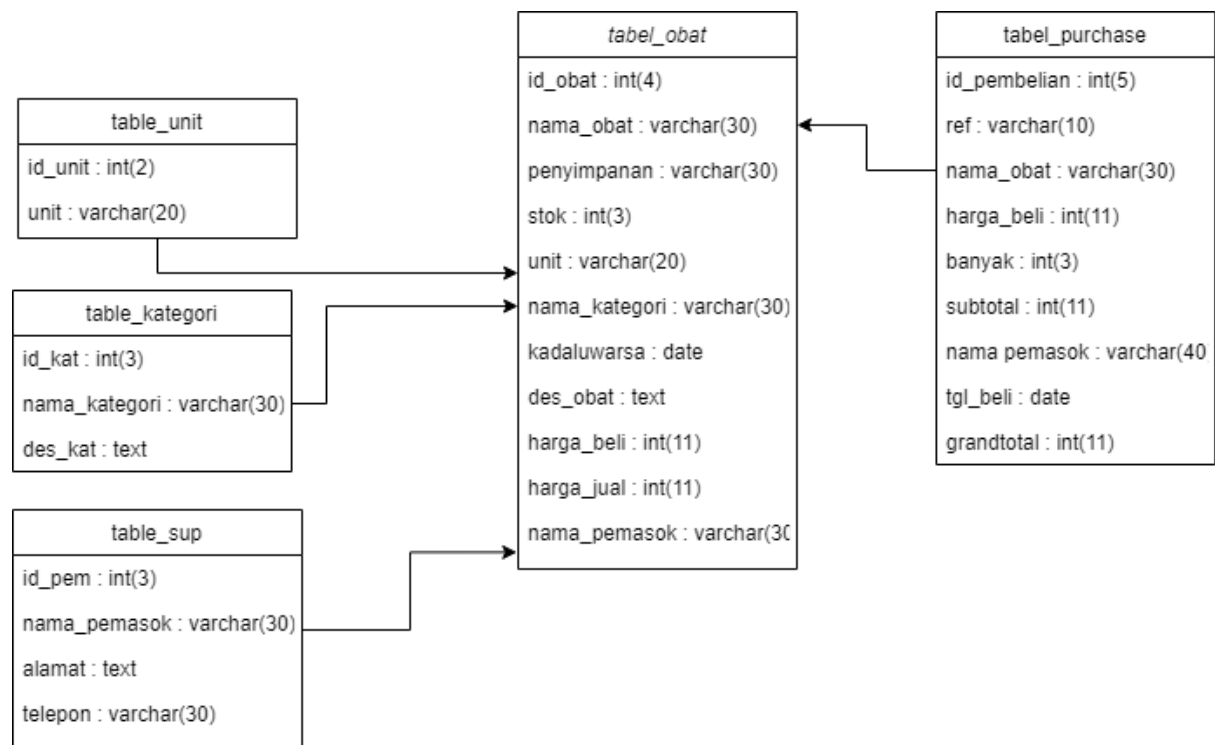 table_unit
id_unit : int(2)
unit : varchar(20)
table_kategori
id_kat : int(3)
nama_kategori : varchar(30)
des_kat : text
table_sup
id_pem : int(3)
nama_pemasok : varchar(30)
alamat : text
telepon : varchar(30)
tabel_obat
id_obat : int(4)
nama_obat : varchar(30)
penyimpanan : varchar(30)
stok : int(3)
unit : varchar(20)
nama_kategori : varchar(30)
kadaluwarsa : date
des_obat : text
harga_beli : int(11)
harga_jual : int(11)
nama_pemasok : varchar(30
tabel_purchase
id_pembelian : int(5)
ref : varchar(10)
nama_obat : varchar(30)
harga_beli : int(11)
banyak : int(3)
subtotal : int(11)
nama pemasok : varchar(40
tgl_beli : date
grandtotal : int(11)